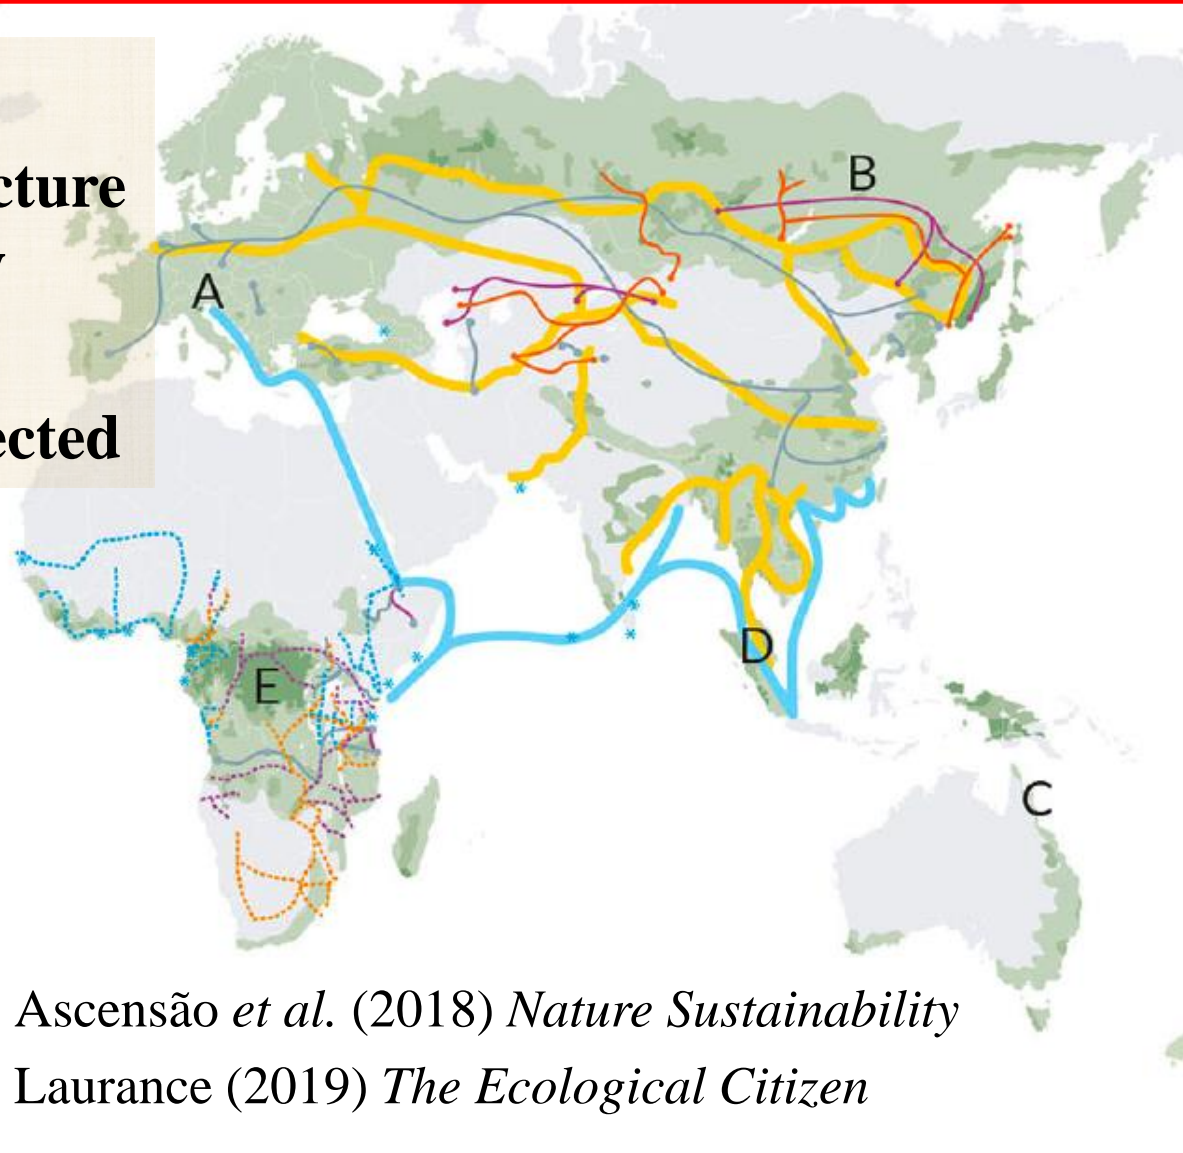 cture
y
ected
B
A
D
E
C
Ascensão et al. (2018) Nature Sustainability
Laurance (2019) The Ecological Citizen